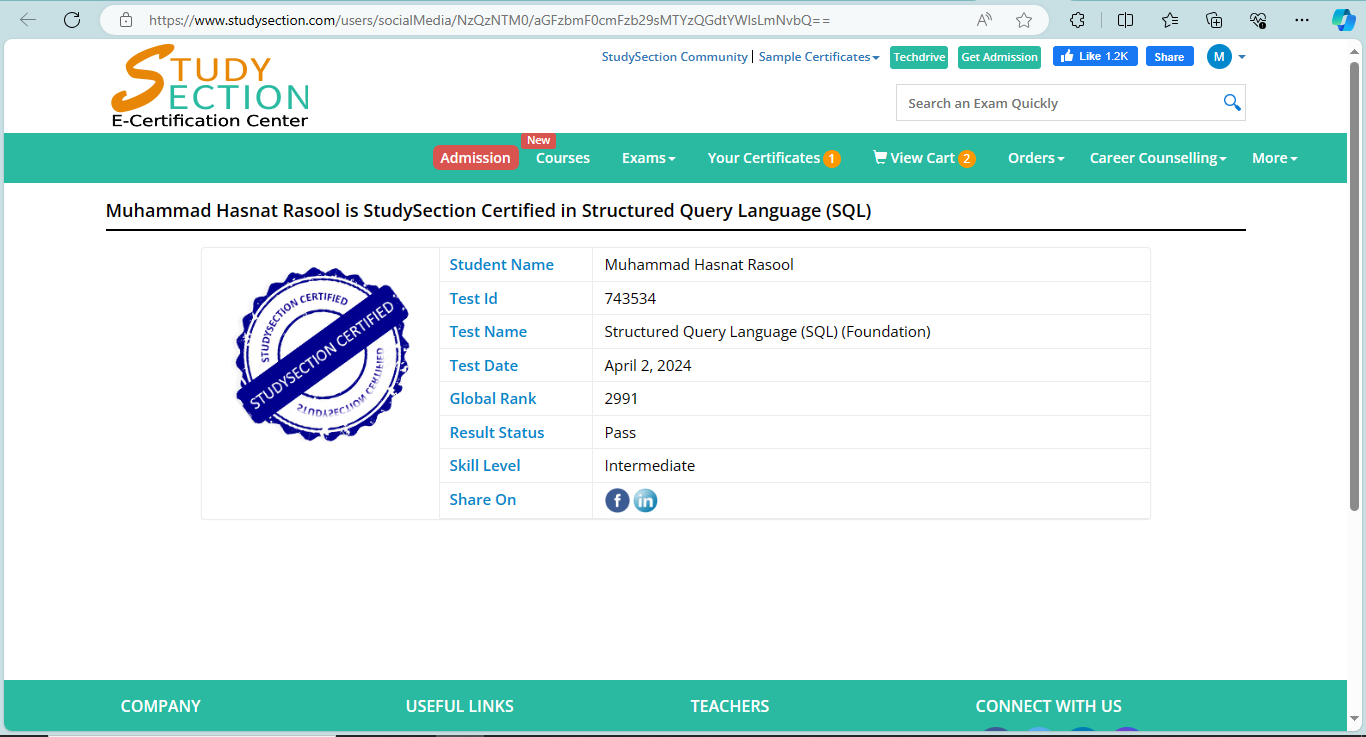 https://www.studysection.com/users/socialMedia/NzQzNTM0/aGFzbmF0cmFzb29sMTYzQGdtYWlsLmNvbQ==
STUDY
SECTION
E-Certification Center
StudySection Community | Sample Certificates
Techdrive
Get Admission
Like 1.2K
Share
M
Search an Exam Quickly
New
Admission Courses Exams Your Certificates 1 View Cart 2 Orders Career Counselling More
Muhammad Hasnat Rasool is StudySection Certified in Structured Query Language (SQL)
STUDYSECTION CERTIFIED
STUDYSECTION CERTIFIED
STUDYSECTION CERTIFIED
Student Name Muhammad Hasnat Rasool
Test Id 743534
Test Name Structured Query Language (SQL) (Foundation)
Test Date April 2, 2024
Global Rank 2991
Result Status Pass
Skill Level Intermediate
Share On f in
COMPANY USEFUL LINKS TEACHERS CONNECT WITH US